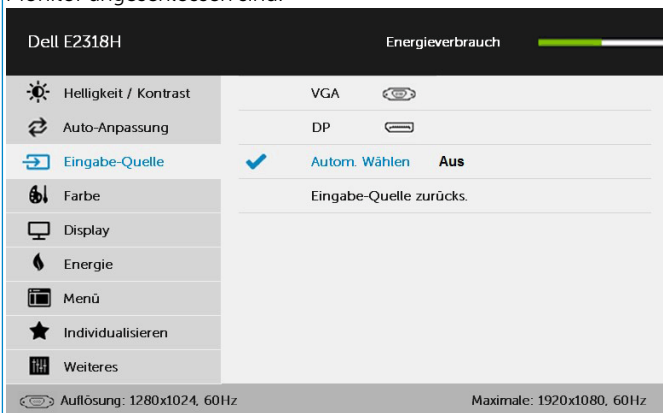 Monitor angeschlossen sind.
Dell E2318H Energieverbrauch
Helligkeit / Kontrast VGA
Auto-Anpassung DP
Eingabe-Quelle Autom. Wählen Aus
Farbe Eingabe-Quelle zurücks.
Display
Energie
Menü
Individualisieren
Weiteres
Auflösung: 1280x1024, 60Hz Maximale: 1920x1080, 60Hz